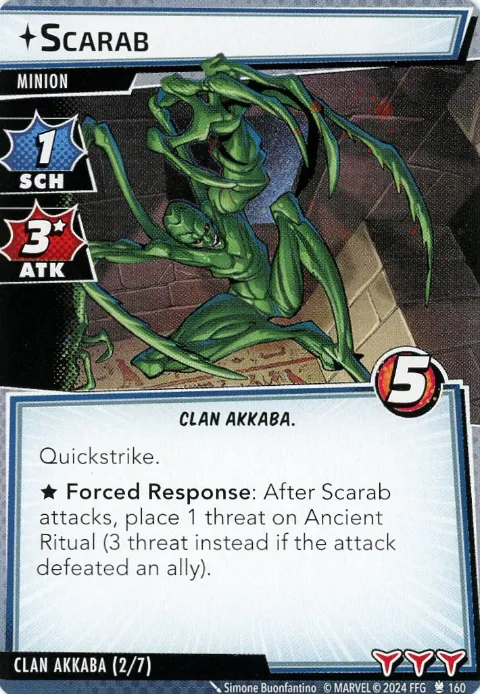 SCARAB
MINION
1
SCH
3★
ATK
5
CLAN AKKABA.
Quickstrike.
★ Forced Response: After Scarab
attacks, place 1 threat on Ancient
Ritual (3 threat instead if the attack
defeated an ally).
CLAN AKKABA (2/7)
Simone Buonfantino © MARVEL © 2024 FFG 160